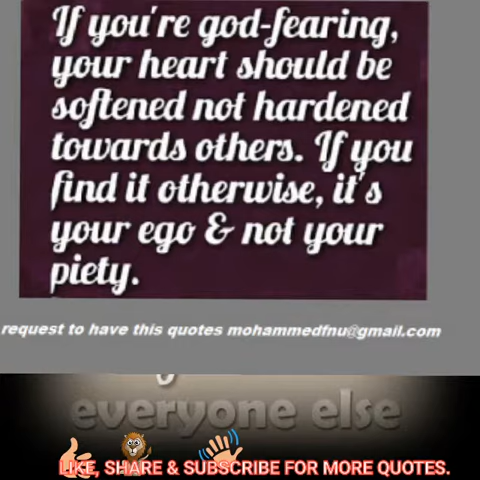 If you're god-fearing,
your heart should be
softened not hardened
towards others. If you
find it otherwise, it's
your ego & not your
piety.
request to have this quotes mohammedfnu@gmail.com
everyone else
LIKE, SHARE & SUBSCRIBE FOR MORE QUOTES.